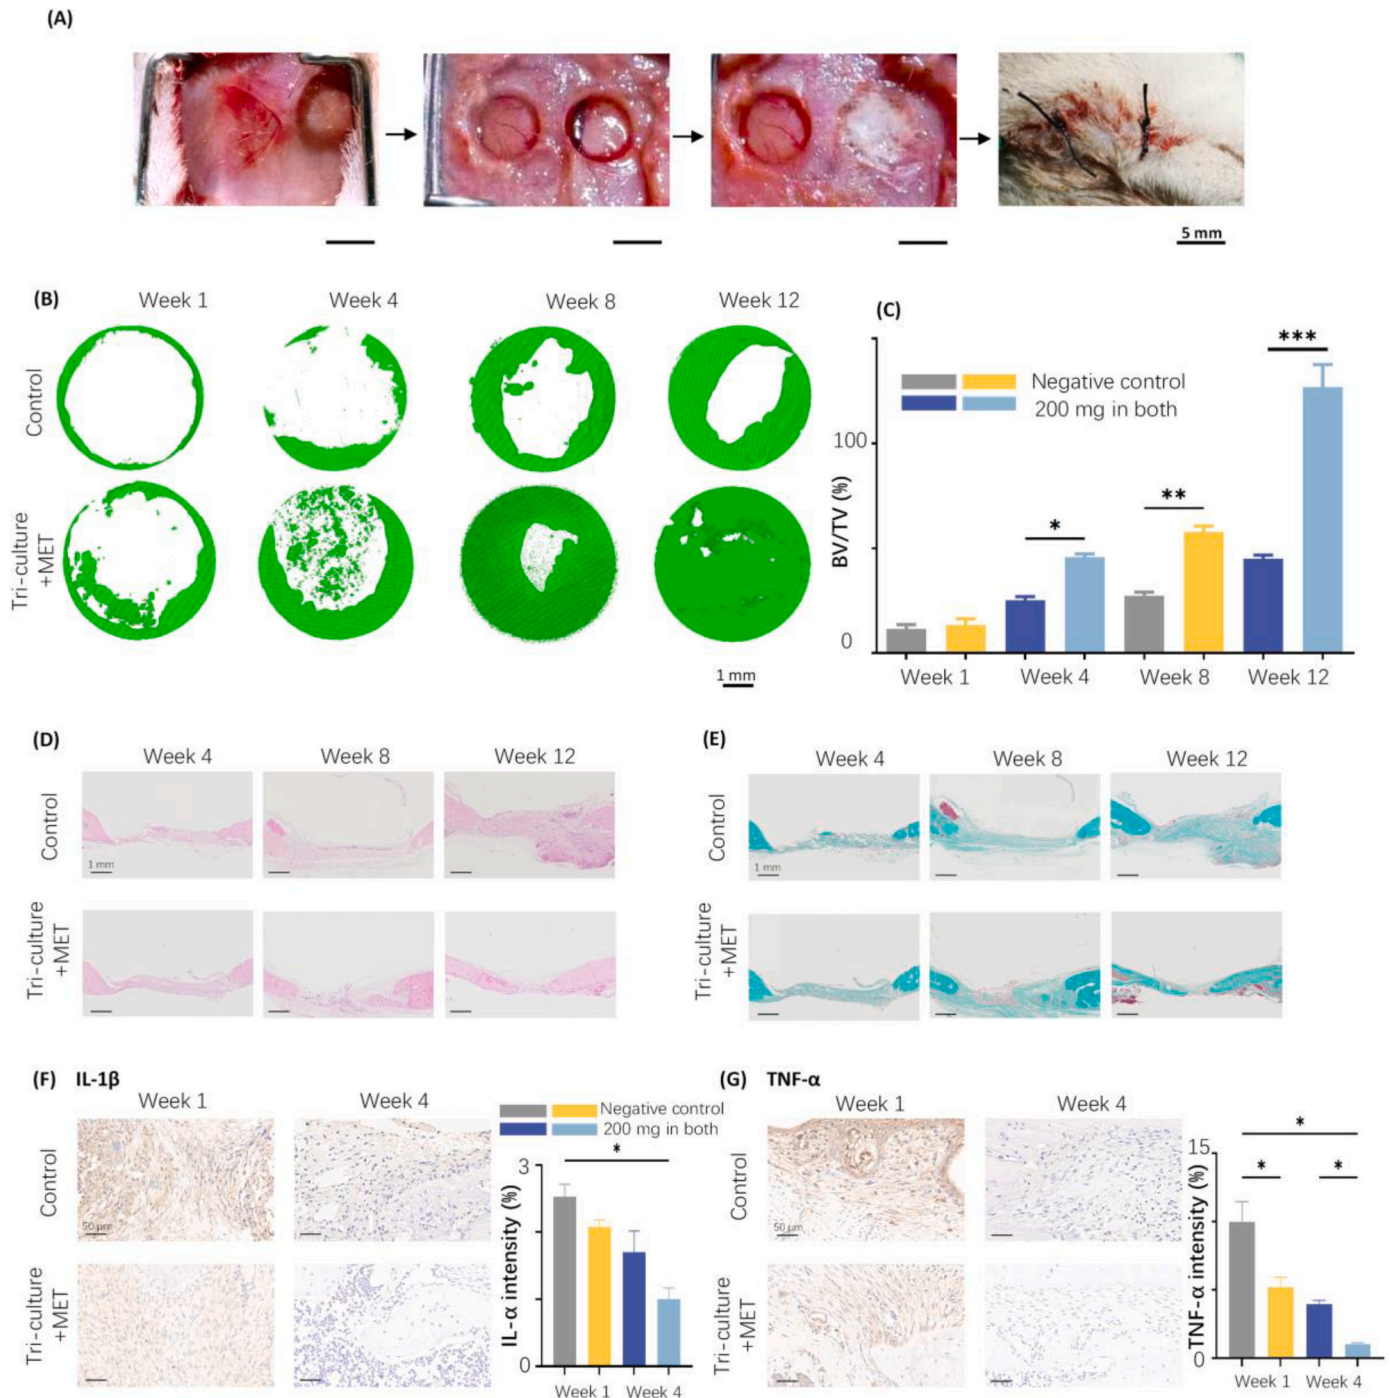 (A)
5 mm
(B)
Week 1
Week 4
Week 8
Week 12
Control
Tri-culture
+MET
1 mm
(C)
***
Negative control
200 mg in both
100
**
*
BV/TV (%)
0
Week 1
Week 4
Week 8
Week 12
(D)
Week 4
Week 8
Week 12
Control
1 mm
Tri-culture
+MET
(E)
Week 4
Week 8
Week 12
Control
1 mm
Tri-culture
+MET
(F) IL-1β
Week 1
Week 4
Control
50 μm
Tri-culture
+MET
Negative control
200 mg in both
*
3
IL-α intensity (%)
0
Week 1
Week 4
(G) TNF-α
Week 1
Week 4
Control
50 μm
Tri-culture
+MET
*
15
*
*
TNF-α intensity (%)
0
Week 1
Week 4